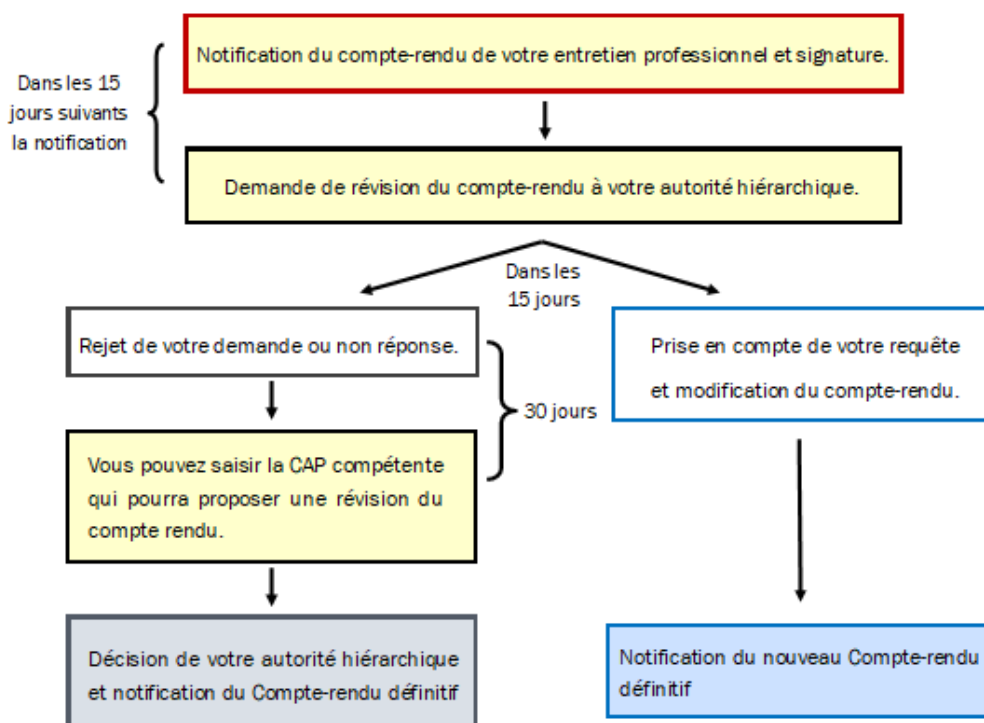 Notification du compte-rendu de votre entretien professionnel et signature.
Dans les 15
jours suivants
la notification
Demande de révision du compte-rendu à votre autorité hiérarchique.
Dans les
15 jours
Rejet de votre demande ou non réponse.
Prise en compte de votre requête
et modification du compte-rendu.
30 jours
Vous pouvez saisir la CAP compétente
qui pourra proposer une révision du
compte rendu.
Décision de votre autorité hiérarchique
et notification du Compte-rendu définitif
Notification du nouveau Compte-rendu
définitif